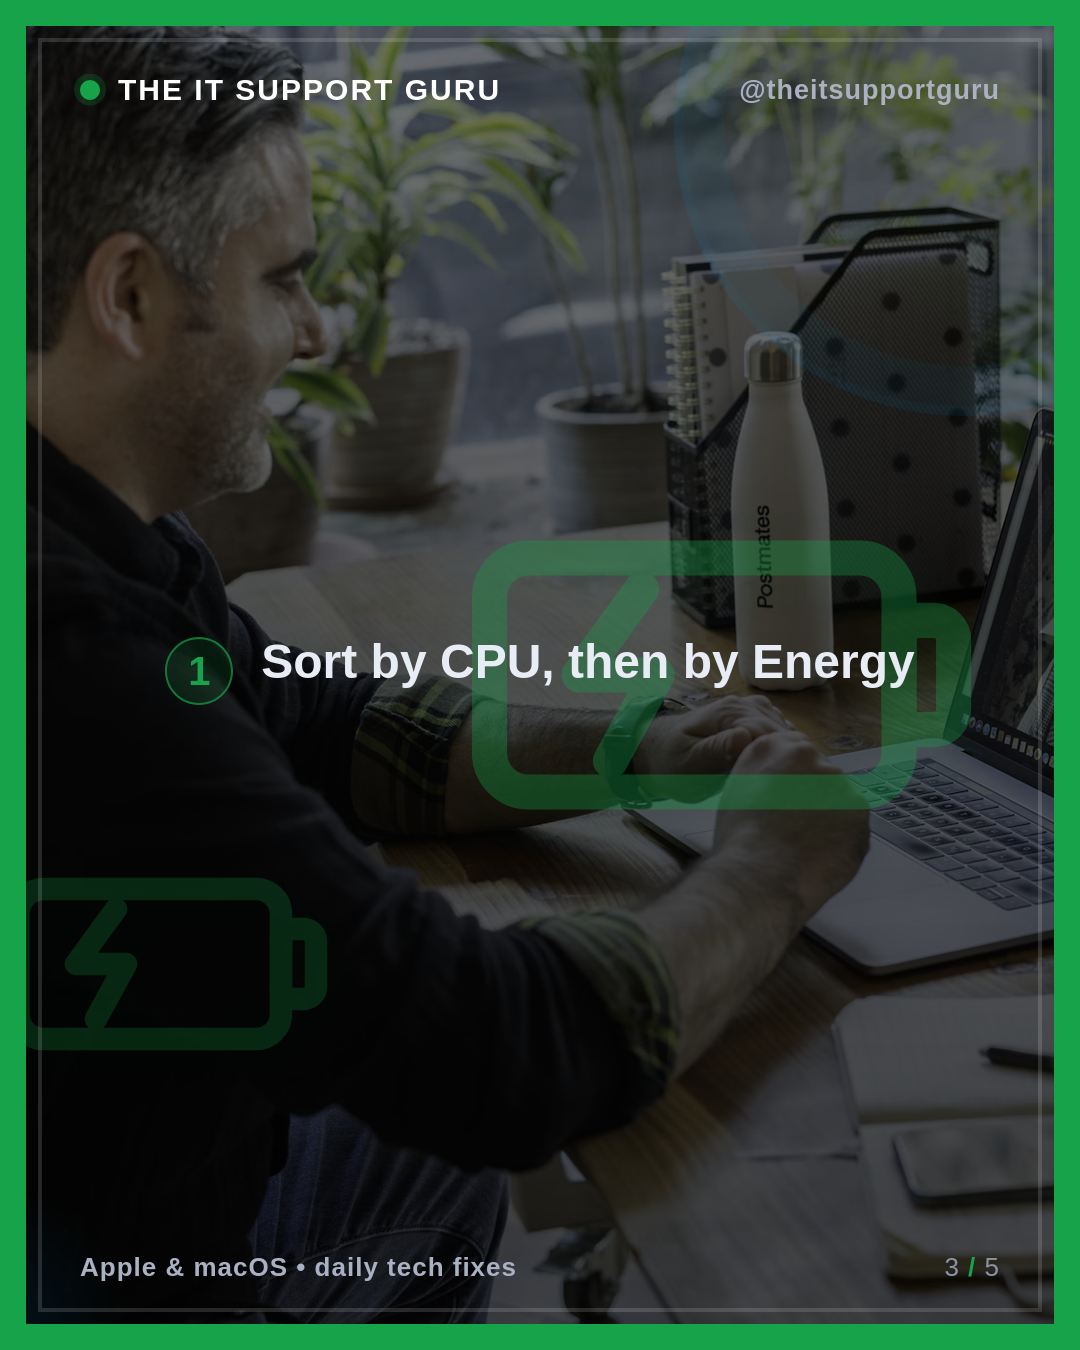 THE IT SUPPORT GURU
@theitsupportguru
Postmates
1
Sort by CPU, then by Energy
Apple & macOS • daily tech fixes
3 / 5